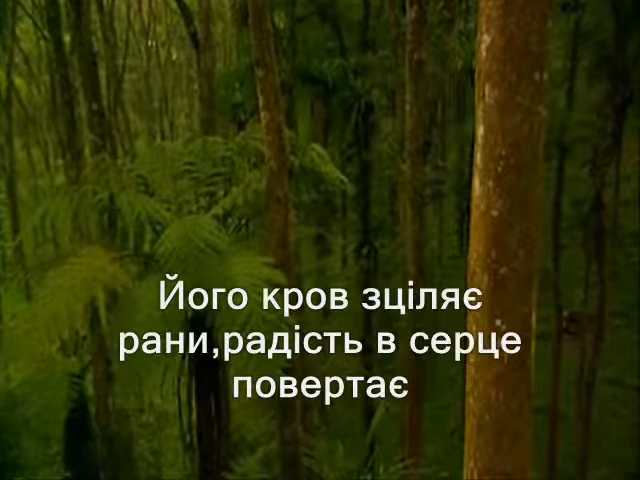 Його кров зціляє
рани,радість в серце
повертає